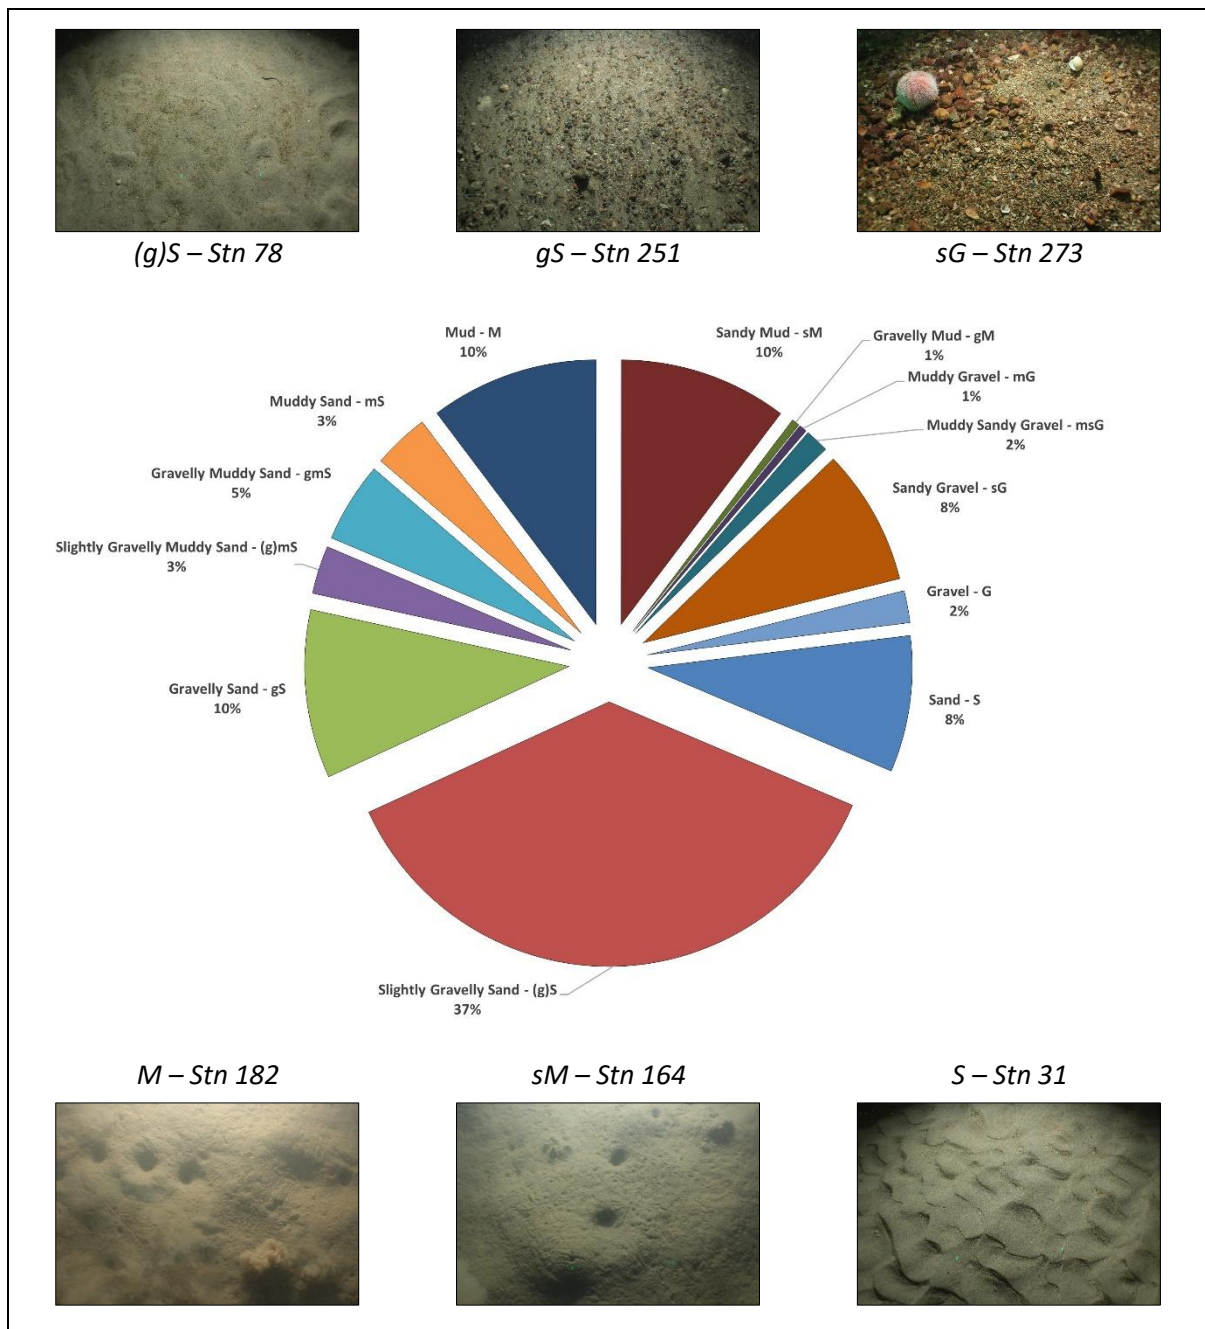 (g)S – Stn 78
gS – Stn 251
sG – Stn 273
Mud - M
10%
Sandy Mud - sM
10%
Gravelly Mud - gM
1%
Muddy Gravel - mG
1%
Muddy Sandy Gravel - msG
2%
Sandy Gravel - sG
8%
Gravel - G
2%
Sand - S
8%
Slightly Gravelly Sand - (g)S
37%
Gravelly Sand - gS
10%
Slightly Gravelly Muddy Sand - (g)mS
3%
Gravelly Muddy Sand - gmS
5%
Muddy Sand - mS
3%
M – Stn 182
sM – Stn 164
S – Stn 31